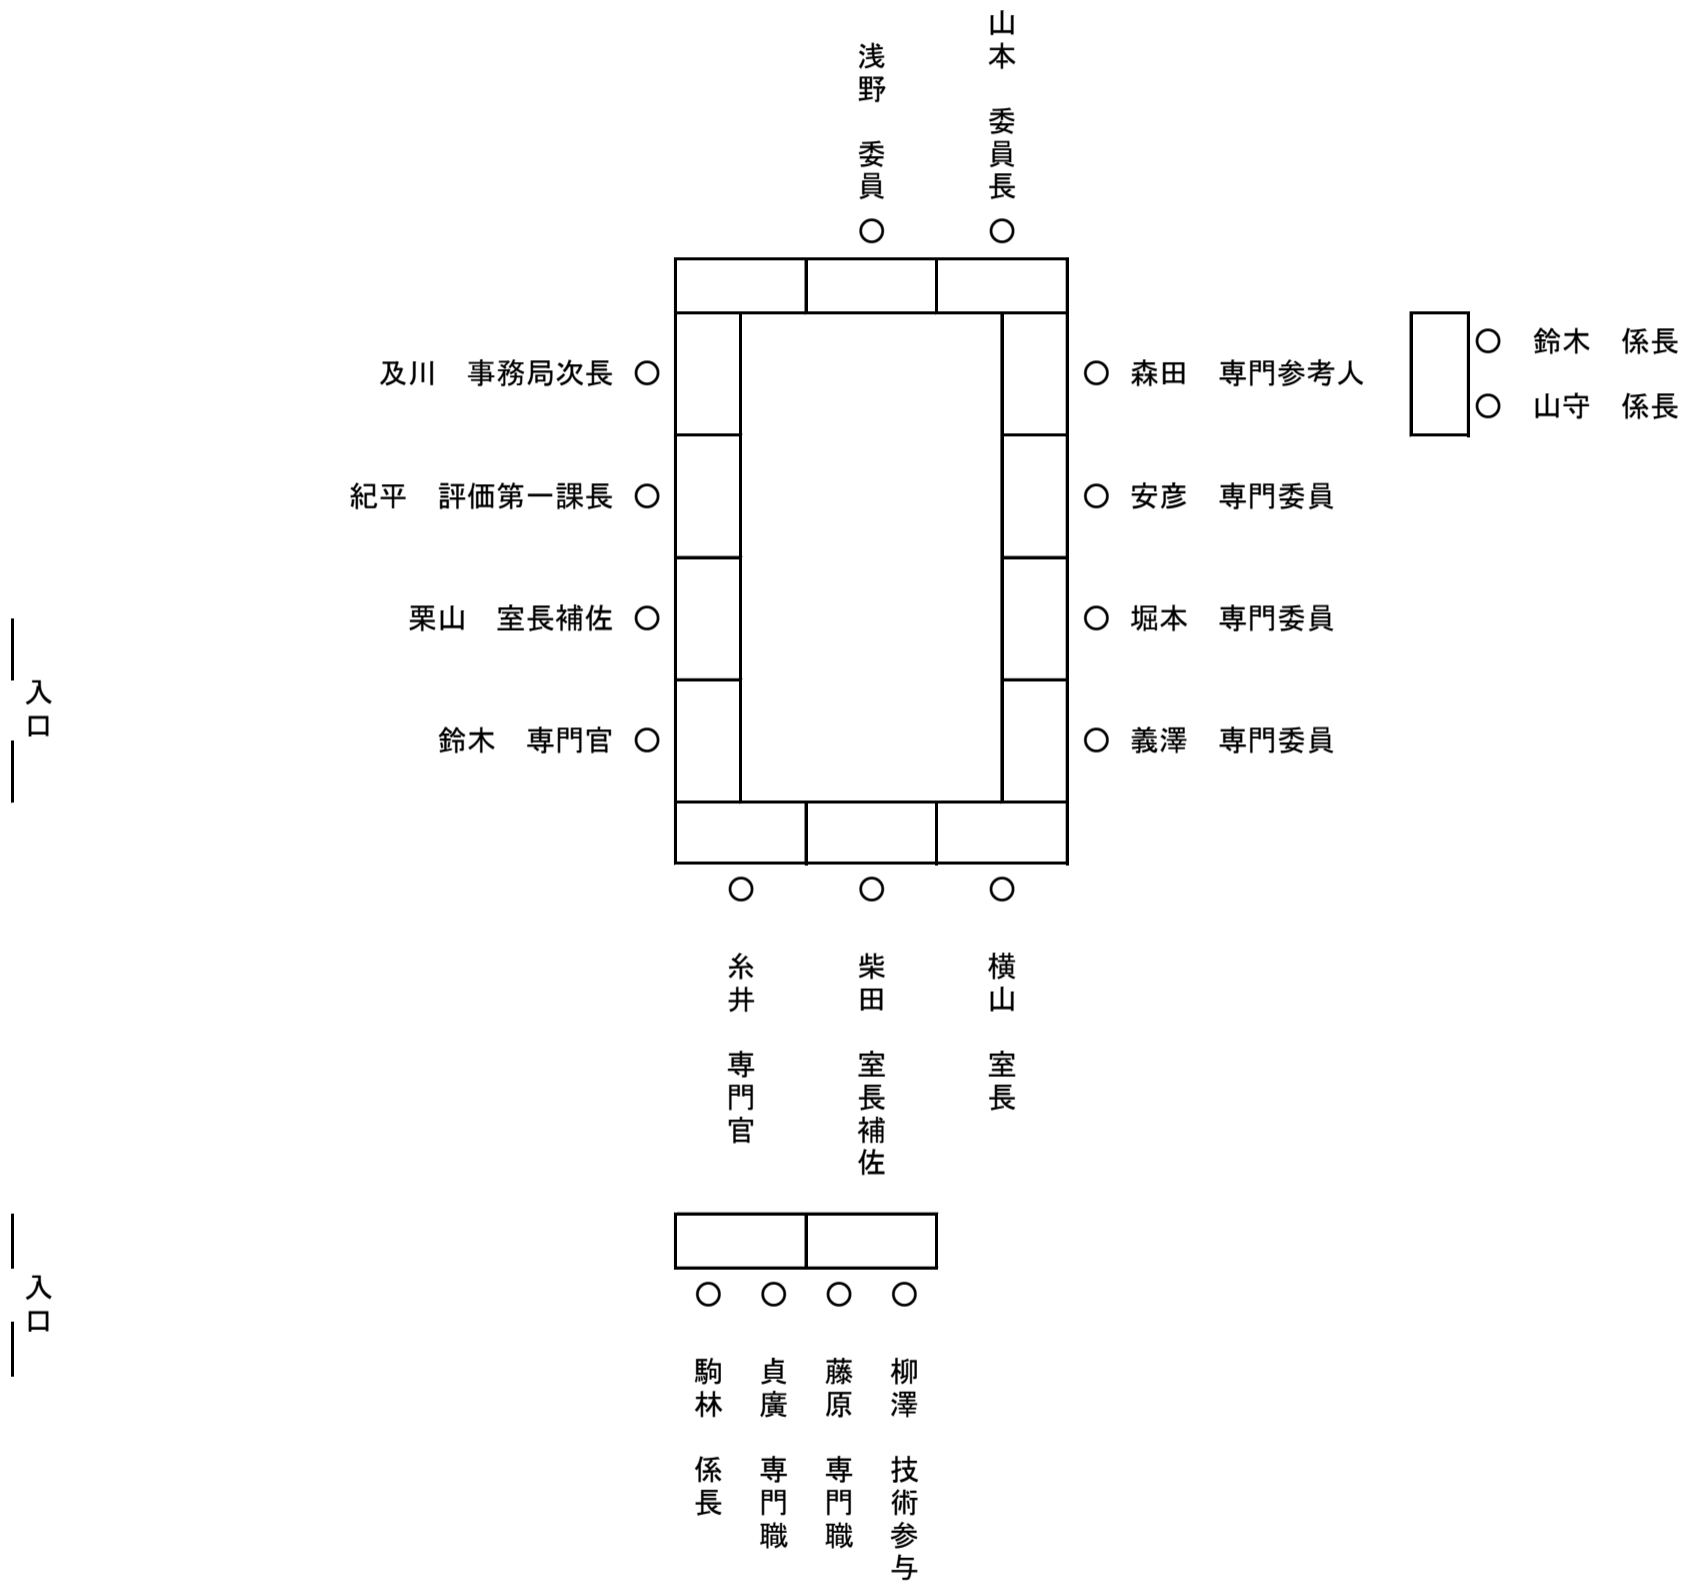 山本　委員長
浅野　委員
鈴木　係長
及川　事務局次長
森田　専門参考人
山守　係長
紀平　評価第一課長
安彦　専門委員
栗山　室長補佐
堀本　専門委員
入口
鈴木　専門官
義澤　専門委員
横山　室長
柴田　室長補佐
糸井　専門官
入口
柳澤　技術参与
藤原　専門職
貞廣　専門職
駒林　係長